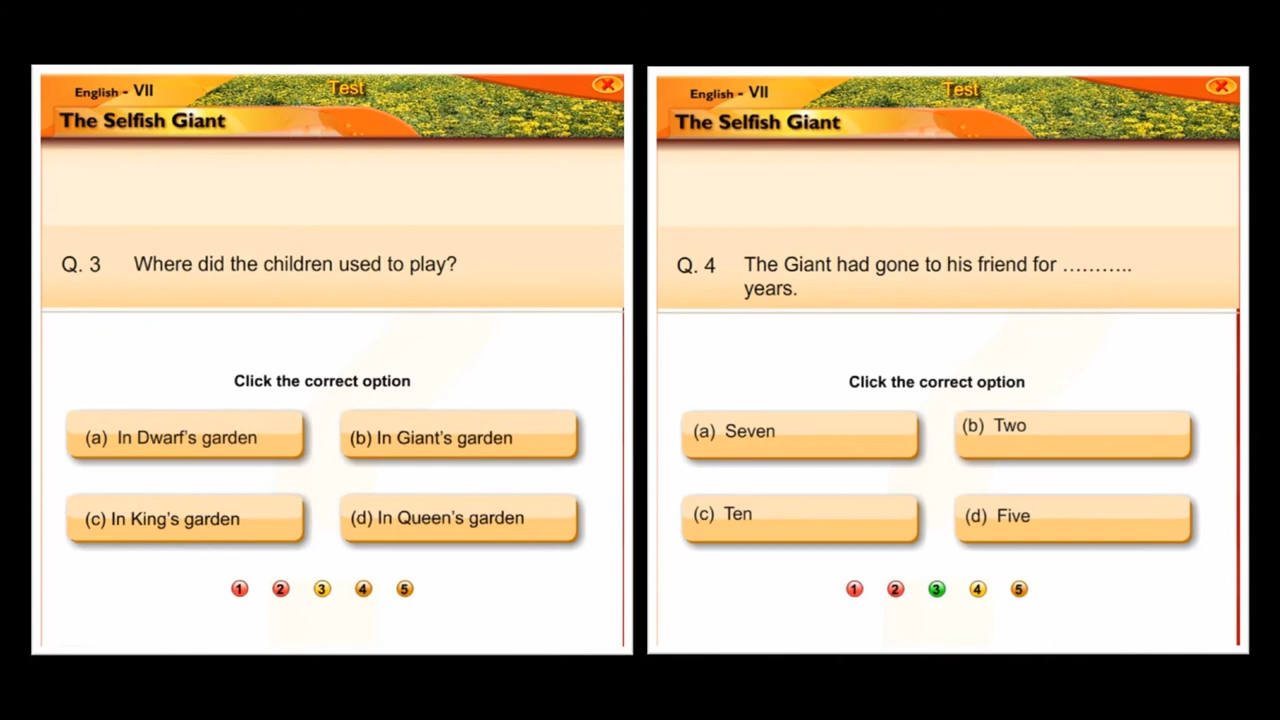 English - VII
Test
The Selfish Giant
Q. 3 Where did the children used to play?
Click the correct option
(a) In Dwarf's garden
(b) In Giant's garden
(c) In King's garden
(d) In Queen's garden
1 2 3 4 5
English - VII
Test
The Selfish Giant
Q. 4 The Giant had gone to his friend for ………..
years.
Click the correct option
(a) Seven
(b) Two
(c) Ten
(d) Five
1 2 3 4 5